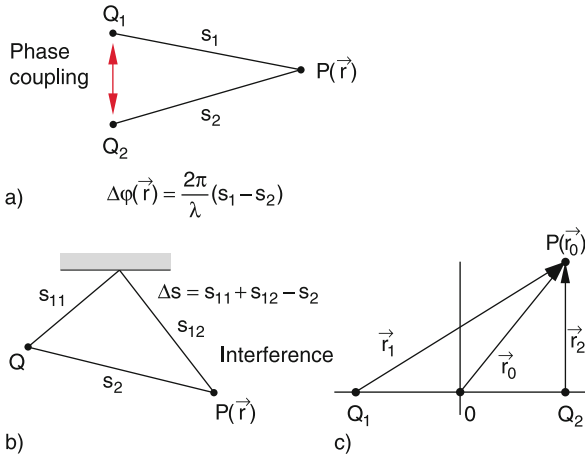 Q₁
s₁
Phase
coupling
P(r⃗)
s₂
Q₂
a)
Δφ(r⃗) = 2π/λ (s₁ − s₂)
P(r⃗₀)
s₁₁
Δs = s₁₁ + s₁₂ − s₂
s₁₂
r⃗₁
Q
Interference
r⃗₂
s₂
r⃗₀
P(r⃗)
Q₁
0
Q₂
b)
c)